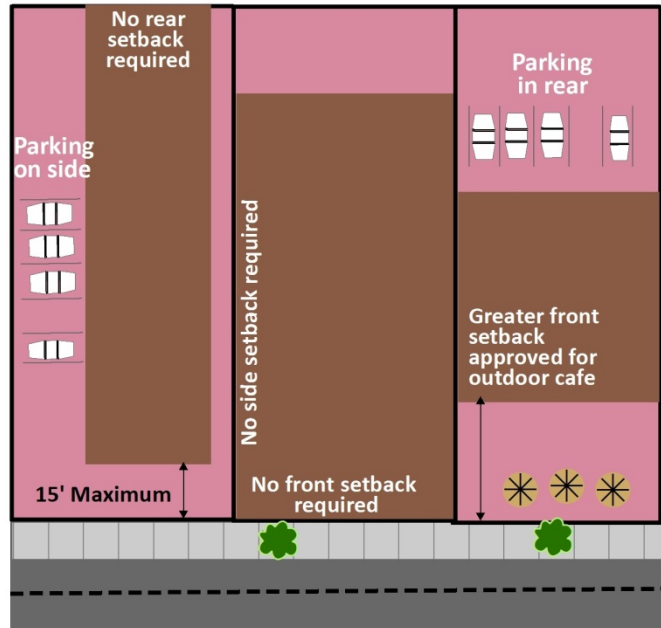 No rear
setback
required
Parking
on side
15' Maximum
No side setback required
No front setback
required
Parking
in rear
Greater front
setback
approved for
outdoor cafe